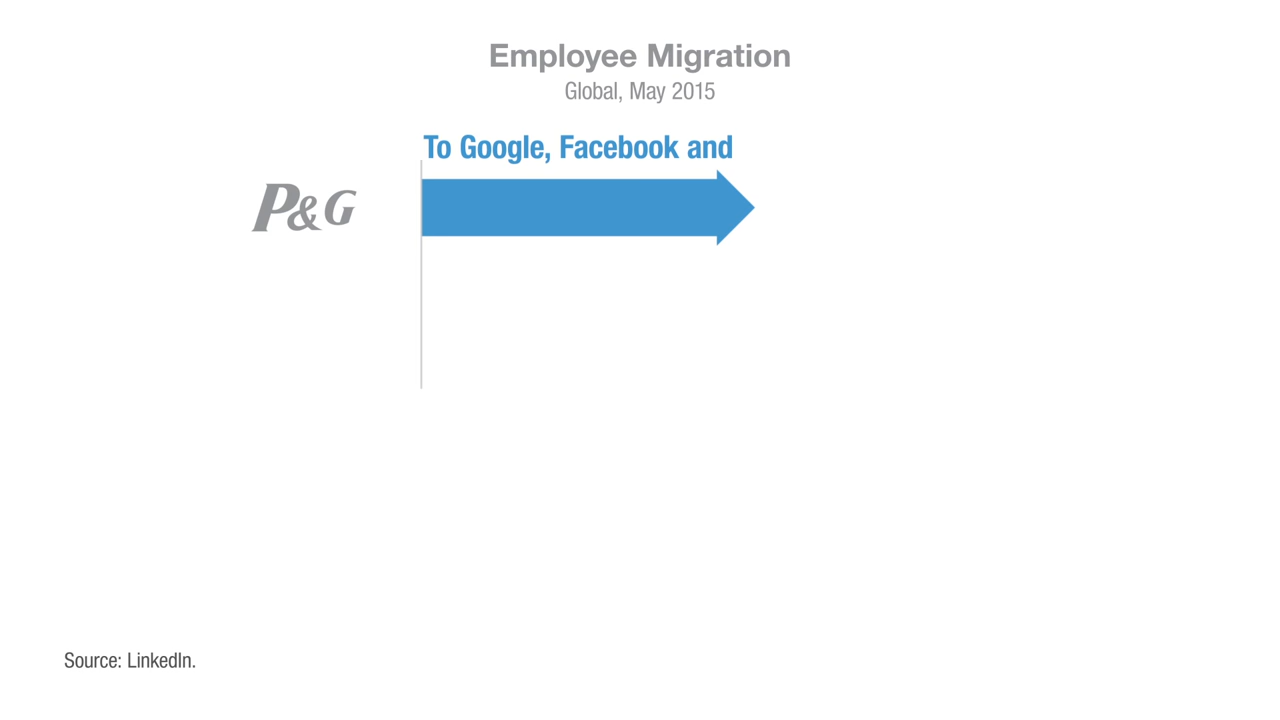 Employee Migration
Global, May 2015
To Google, Facebook and
P&G
Source: LinkedIn.